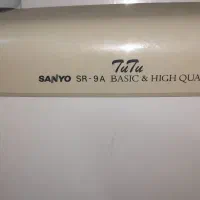 TuTu
SANYO SR-9A BASIC & HIGH QUA